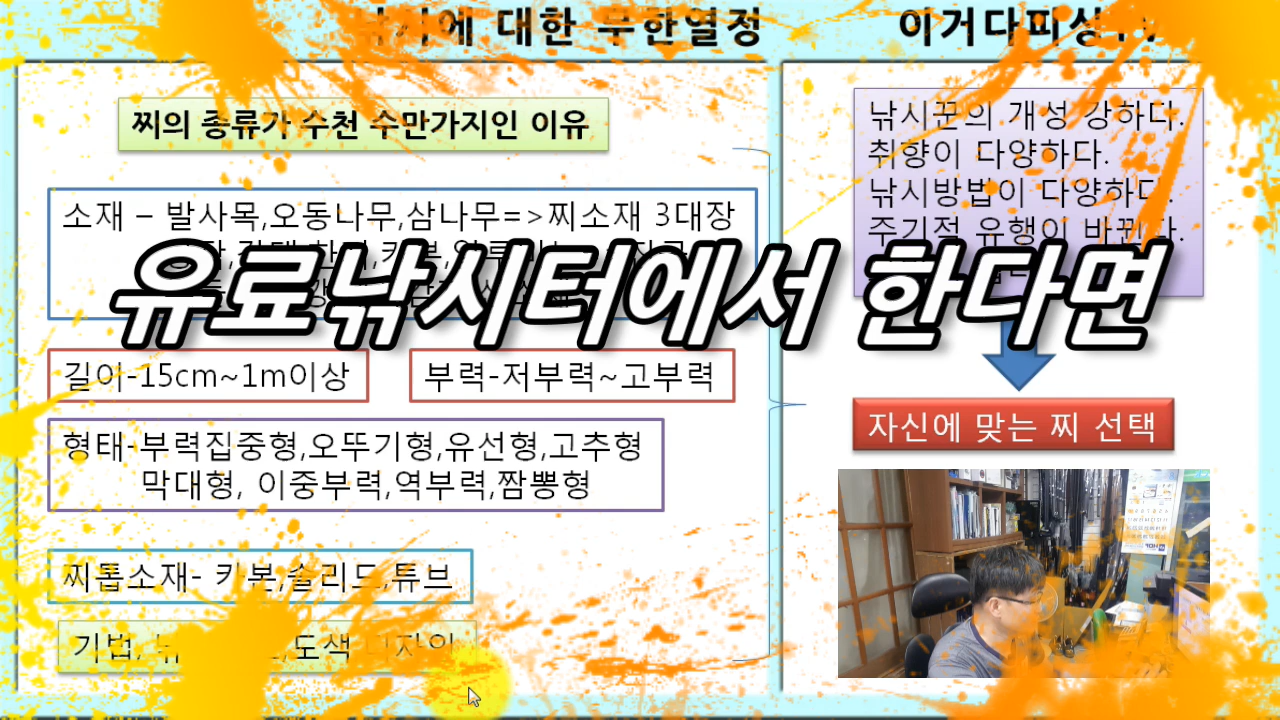 낚시에 대한 무한열정
이거다피싱TV
찌의 종류가 수천 수만가지인 이유
소재 – 발사목,오동나무,삼나무=>찌소재 3대장
유료낚시터에서 한다면
길이-15cm~1m이상
부력-저부력~고부력
형태-부력집중형,오뚜기형,유선형,고추형
막대형, 이중부력,역부력,짬뽕형
찌톱소재- 카본,솔리드,튜브
기법, 도색 디자인
낚시꾼의 개성 강하다.
취향이 다양하다.
낚시방법이 다양하다.
주기적 유행이 바뀐다.
자신에 맞는 찌 선택